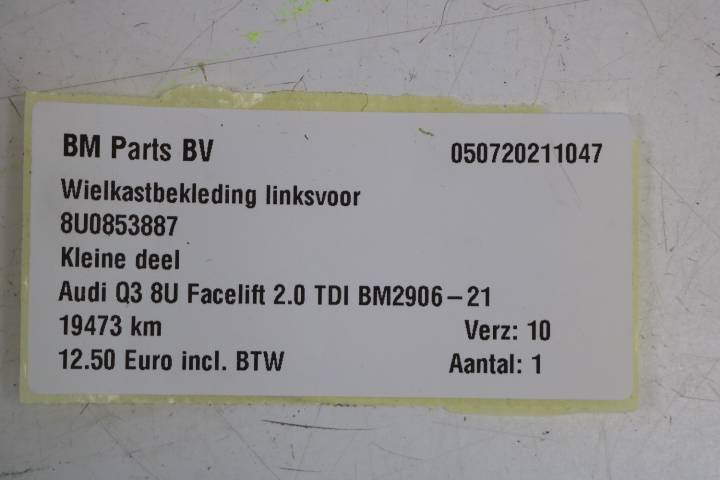 BM Parts BV 050720211047
Wielkastbekleding linksvoor
8U0853887
Kleine deel
Audi Q3 8U Facelift 2.0 TDI BM2906-21
19473 km Verz: 10
12.50 Euro incl. BTW Aantal: 1